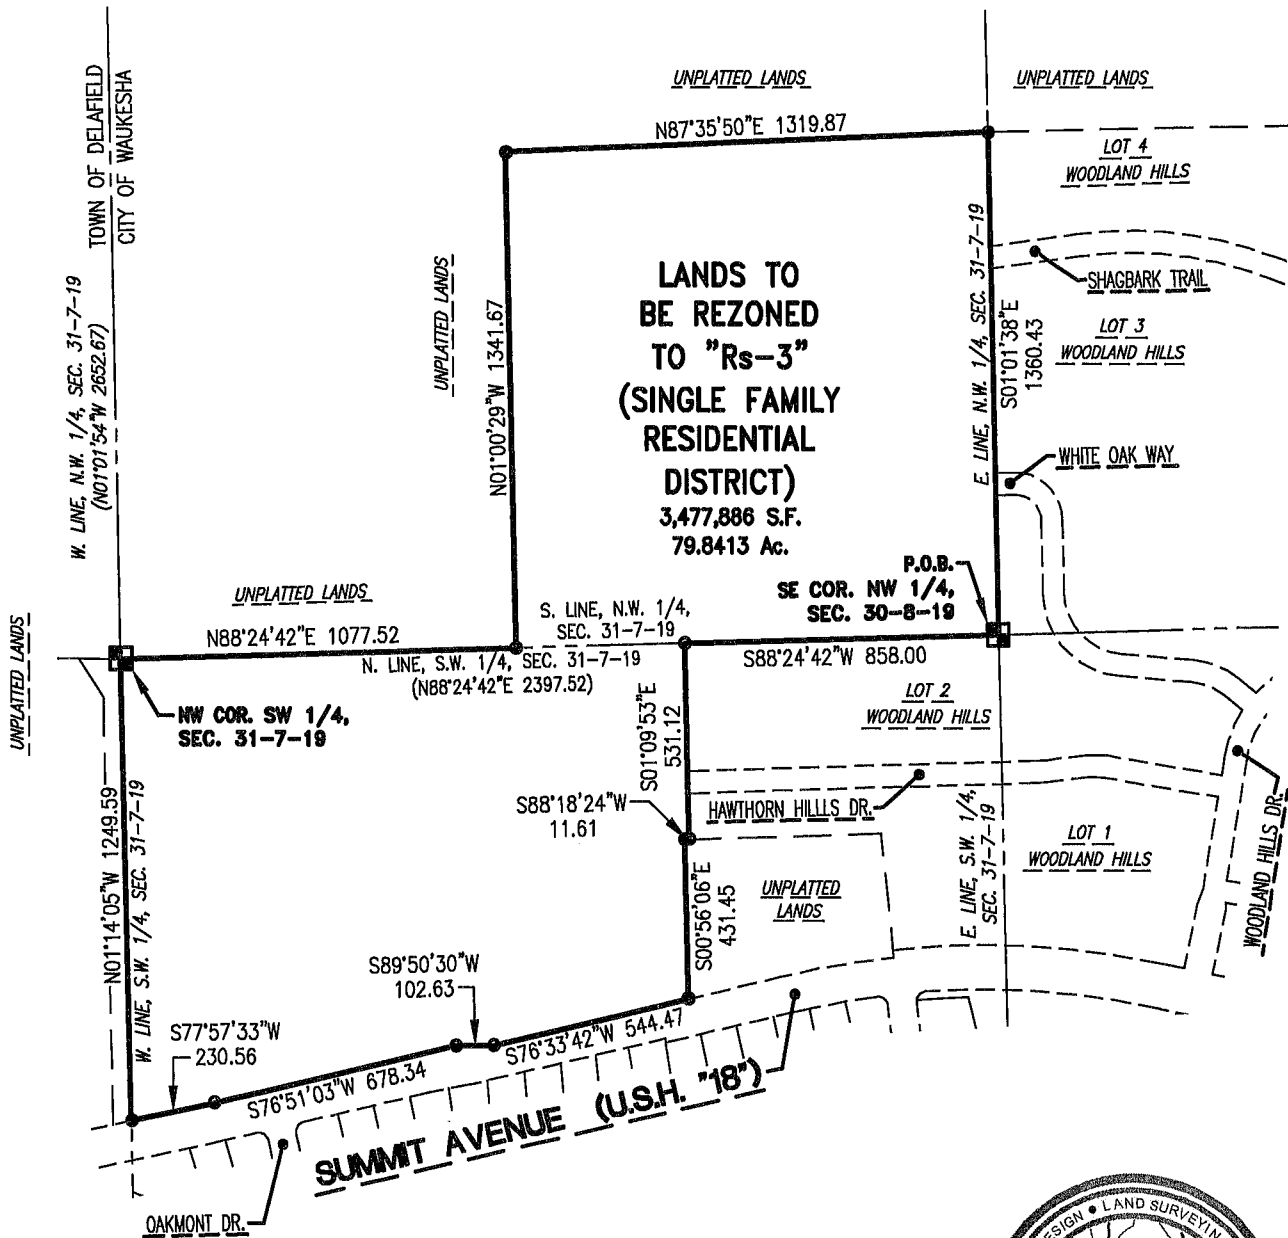 UNPLATTED LANDS
UNPLATTED LANDS
TOWN OF DELAFIELD
CITY OF WAUKESHA
N87°35'50"E 1319.87
LOT 4
WOODLAND HILLS
W. LINE, N.W. 1/4, SEC. 31-7-19
(N01°01'54"W 2652.67)
UNPLATTED LANDS
N01°00'29"W 1341.67
LANDS TO
BE REZONED
TO "Rs-3"
(SINGLE FAMILY
RESIDENTIAL
DISTRICT)
3,477,886 S.F.
79.8413 Ac.
E. LINE, N.W. 1/4, SEC. 31-7-19
S01°01'38"E
1360.43
SHAGBARK TRAIL
LOT 3
WOODLAND HILLS
WHITE OAK WAY
P.O.B.
SE COR. NW 1/4,
SEC. 30-8-19
UNPLATTED LANDS
UNPLATTED LANDS
N88°24'42"E 1077.52
S. LINE, N.W. 1/4,
SEC. 31-7-19
N. LINE, S.W. 1/4, SEC. 31-7-19
(N88°24'42"E 2397.52)
S88°24'42"W 858.00
NW COR. SW 1/4,
SEC. 31-7-19
LOT 2
WOODLAND HILLS
S01°09'53"E
531.12
N01°14'05"W 1249.59
W. LINE, S.W. 1/4, SEC. 31-7-19
S88°18'24"W
11.61
HAWTHORN HILLLS DR.
E. LINE, S.W. 1/4,
SEC. 31-7-19
LOT 1
WOODLAND HILLS
WOODLAND HILLS DR.
UNPLATTED
LANDS
S00°56'06"E
431.45
S89°50'30"W
102.63
S77°57'33"W
230.56
S76°51'03"W 678.34
S76°33'42"W 544.47
SUMMIT AVENUE (U.S.H. "18")
OAKMONT DR.
ESIGN • LAND SURVEYIN